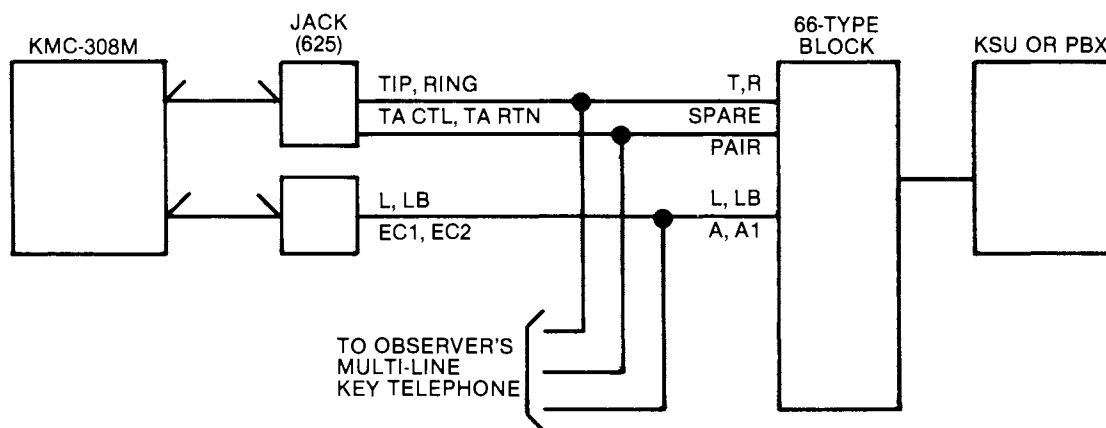 KMC-308M
JACK
(625)
66-TYPE
BLOCK
KSU OR PBX
TIP, RING
T,R
TA CTL, TA RTN
SPARE
PAIR
L, LB
L, LB
EC1, EC2
A, A1
TO OBSERVER'S
MULTI-LINE
KEY TELEPHONE